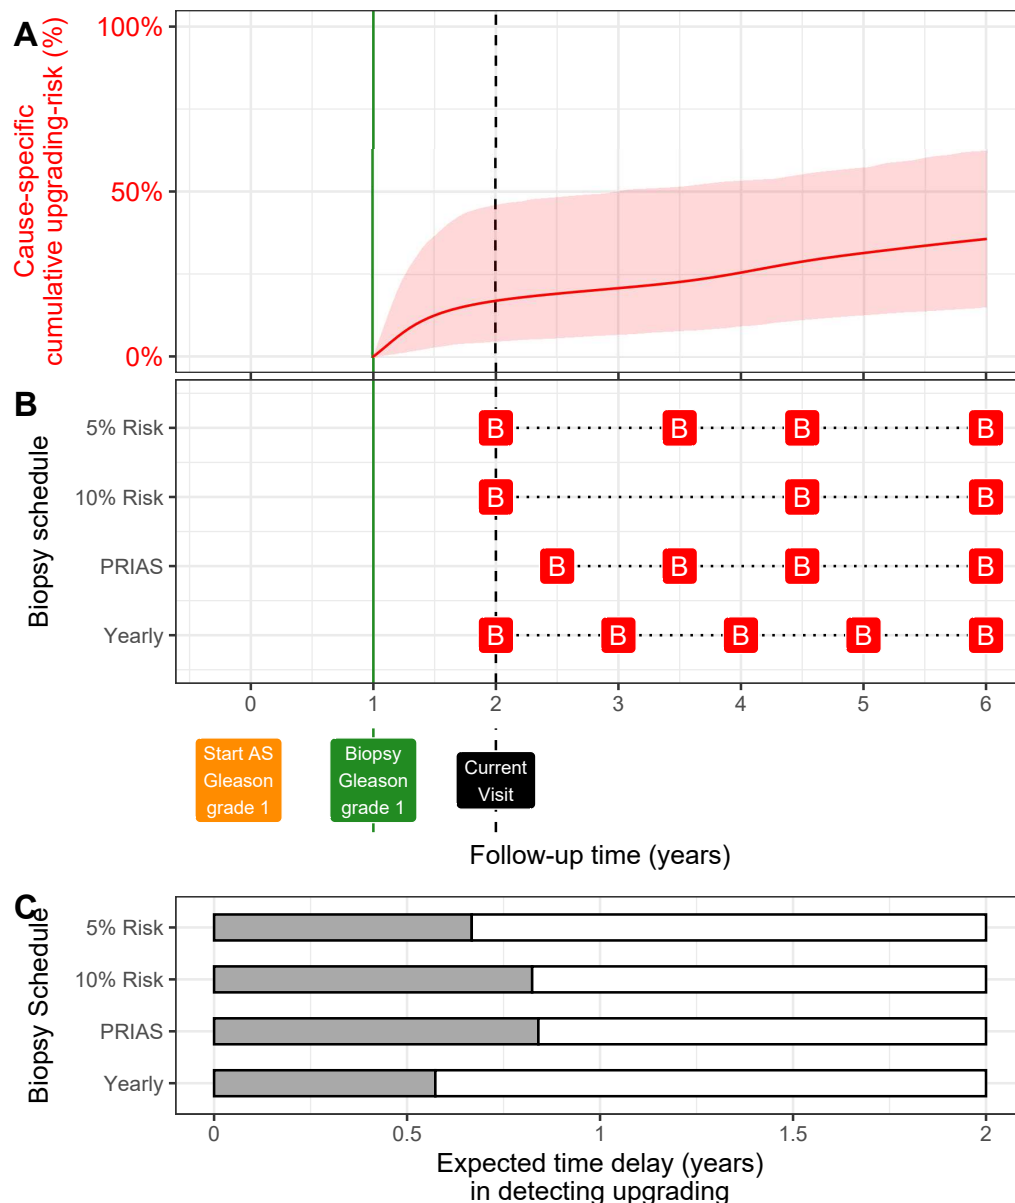 A
Cause-specific
cumulative upgrading-risk (%)
100%
50%
0%
B
Biopsy schedule
5% Risk
B B B B
10% Risk
B B B
PRIAS
B B B B
Yearly
B B B B B
0 1 2 3 4 5 6
Start AS
Gleason
grade 1
Biopsy
Gleason
grade 1
Current
Visit
Follow-up time (years)
C
Biopsy Schedule
5% Risk
10% Risk
PRIAS
Yearly
0 0.5 1 1.5 2
Expected time delay (years)
in detecting upgrading